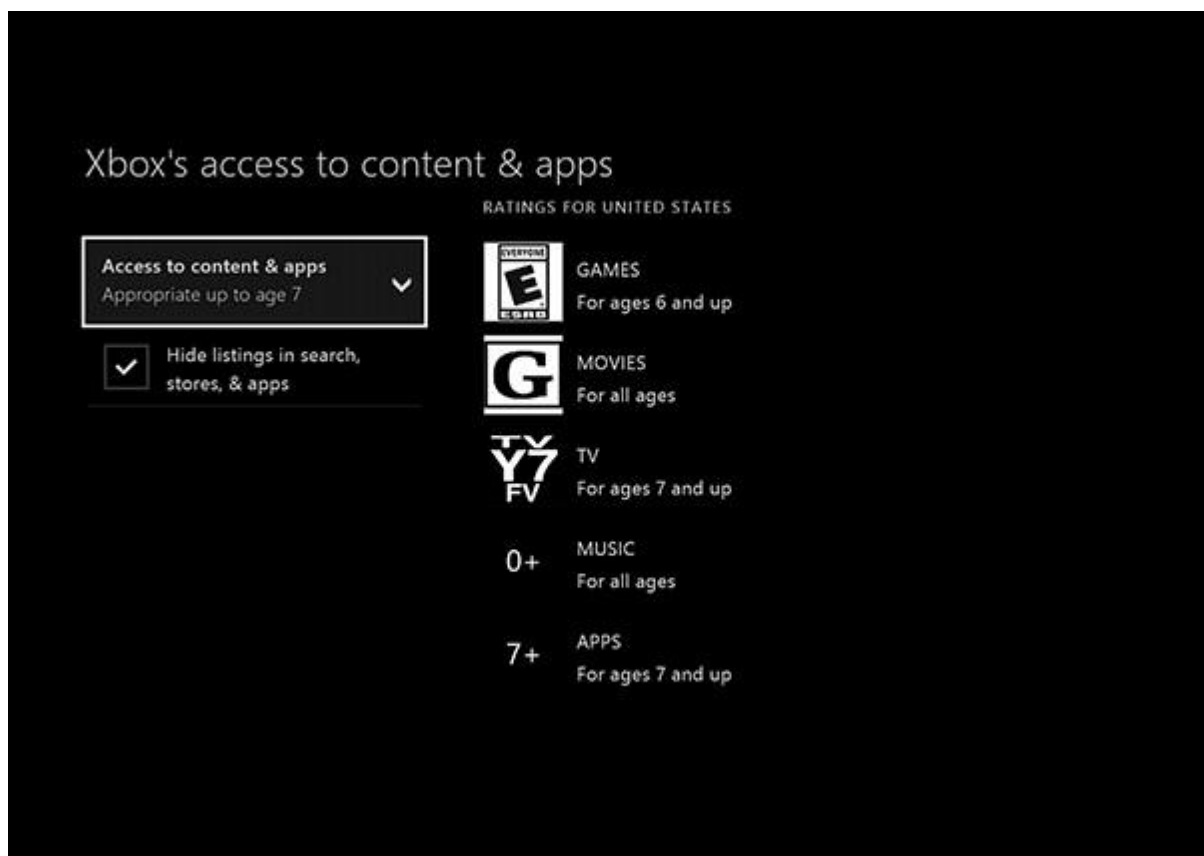 Xbox's access to content & apps
RATINGS FOR UNITED STATES
Access to content & apps
Appropriate up to age 7
Hide listings in search,
stores, & apps
EVERYONE
E
ESRB
GAMES
For ages 6 and up
G
MOVIES
For all ages
TV
Y7
FV
TV
For ages 7 and up
0+
MUSIC
For all ages
7+
APPS
For ages 7 and up